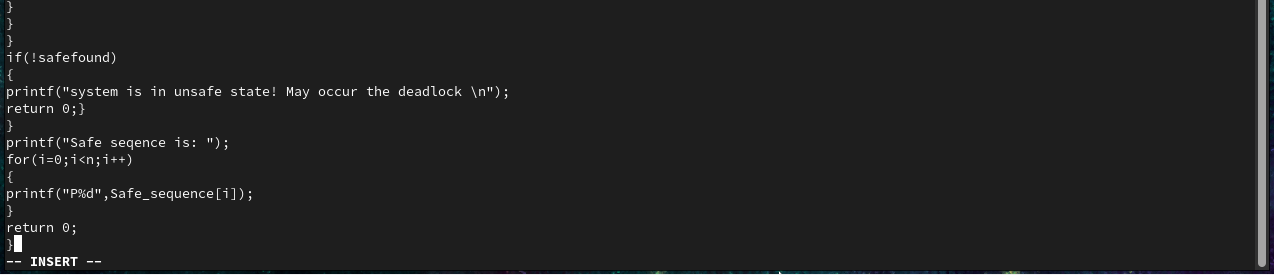 }
}
}
if(!safefound)
{
printf("system is in unsafe state! May occur the deadlock \n");
return 0;}
}
printf("Safe seqence is: ");
for(i=0;i<n;i++)
{
printf("P%d",Safe_sequence[i]);
}
return 0;
}
-- INSERT --